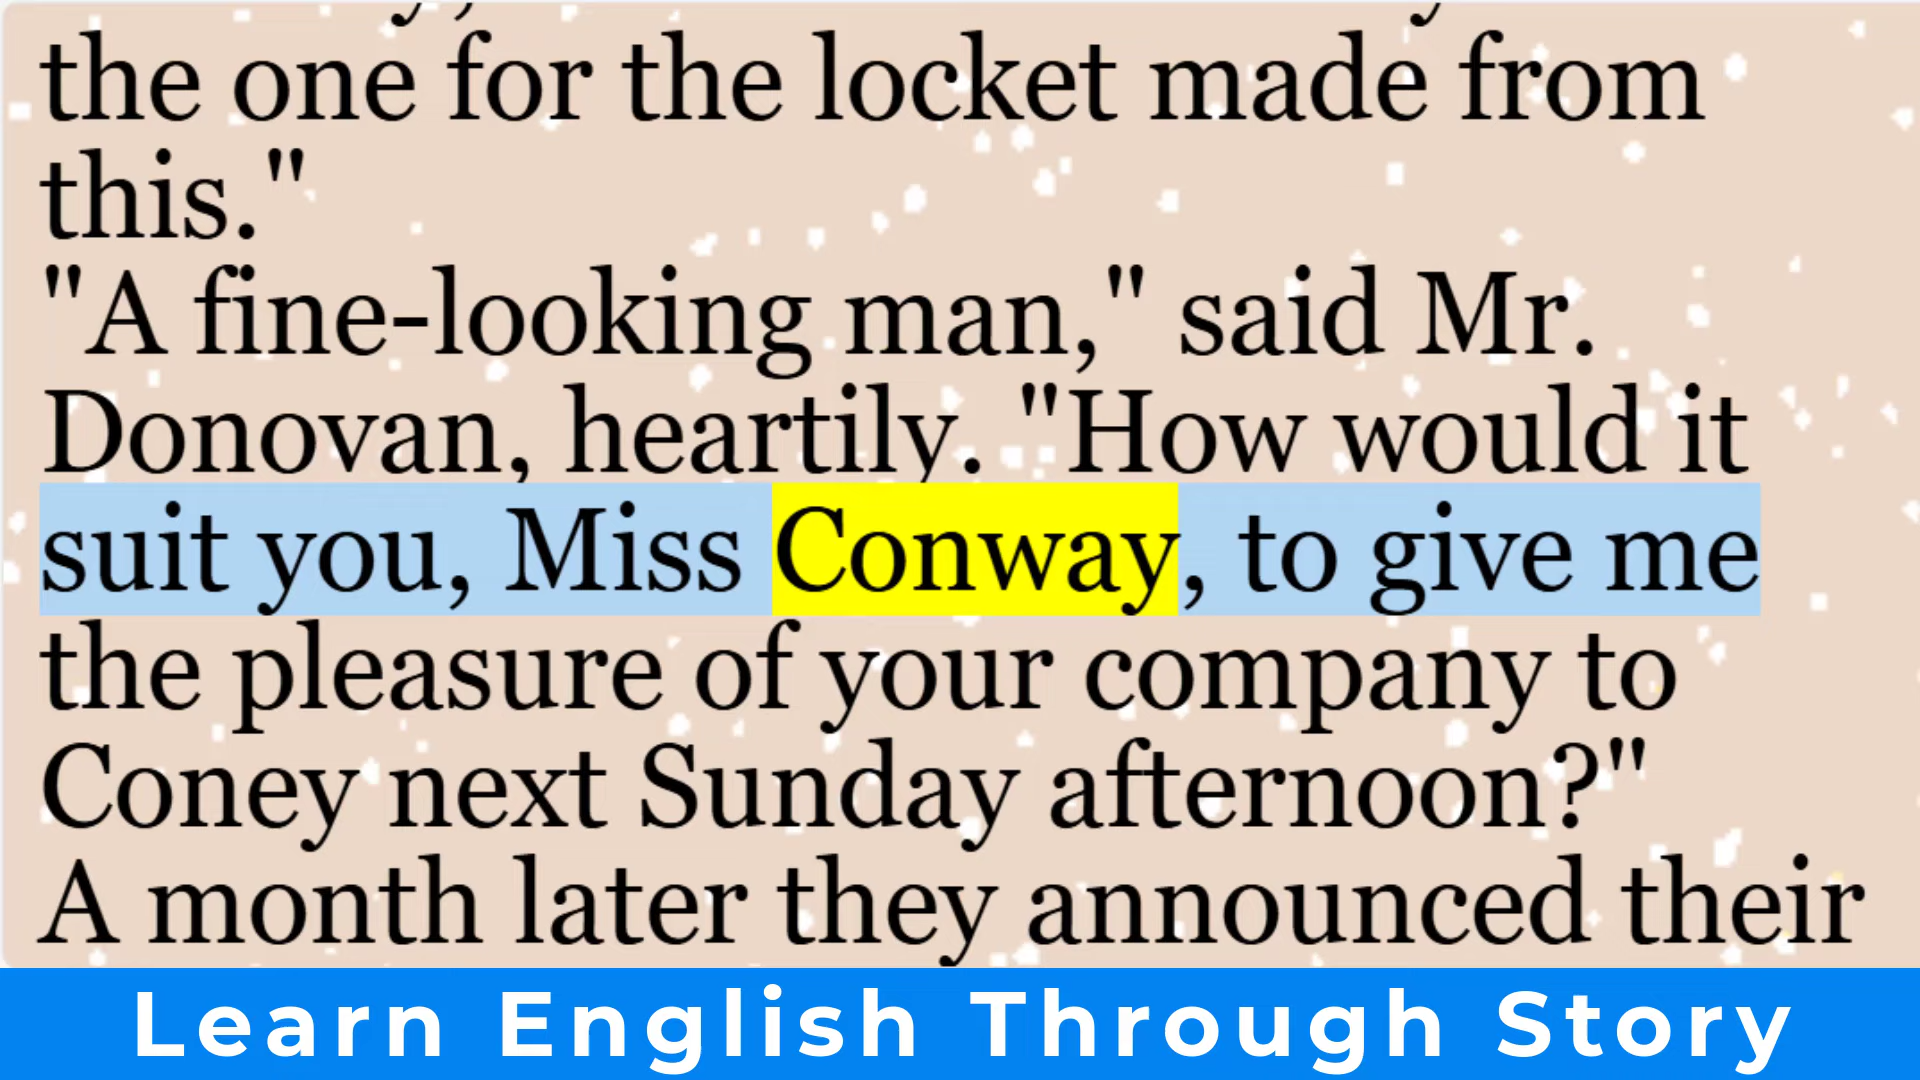 the one for the locket made from
this."
"A fine-looking man," said Mr.
Donovan, heartily. "How would it
suit you, Miss Conway, to give me
the pleasure of your company to
Coney next Sunday afternoon?"
A month later they announced their
Learn English Through Story